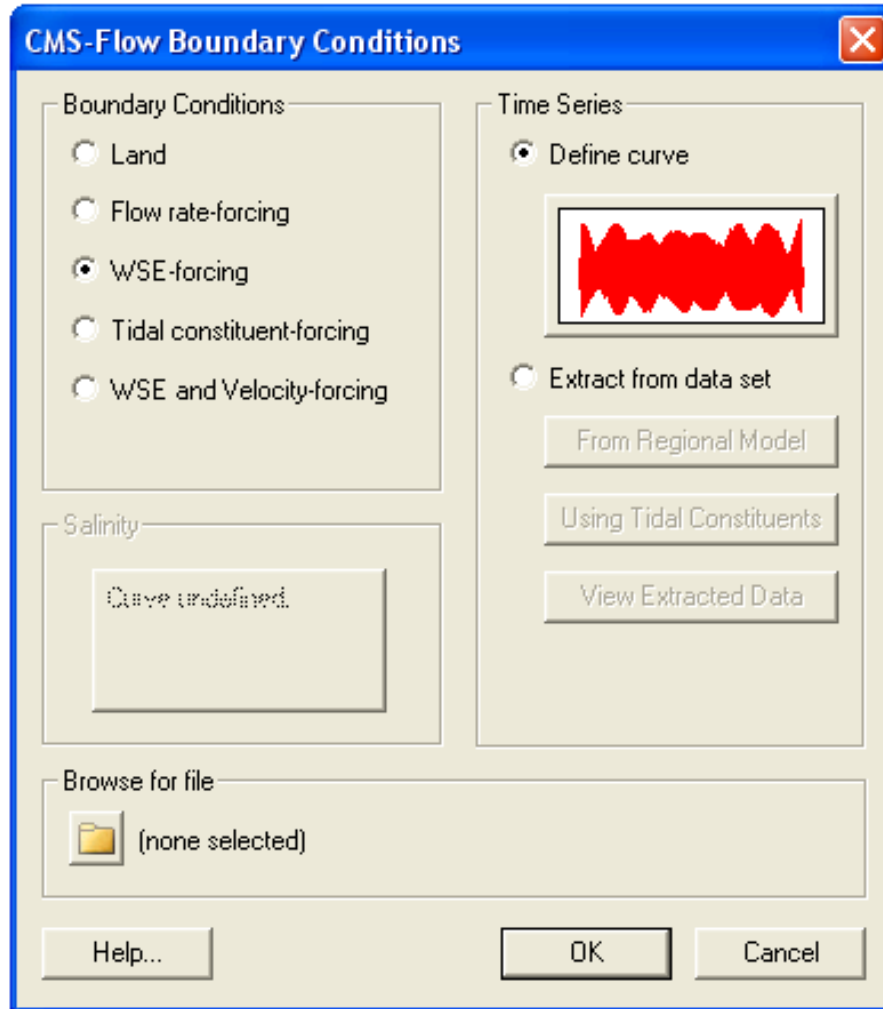 CMS-Flow Boundary Conditions
Boundary Conditions
Land
Flow rate-forcing
WSE-forcing
Tidal constituent-forcing
WSE and Velocity-forcing
Time Series
Define curve
Extract from data set
From Regional Model
Using Tidal Constituents
View Extracted Data
Salinity
Curve undefined.
Browse for file
(none selected)
Help...
OK
Cancel